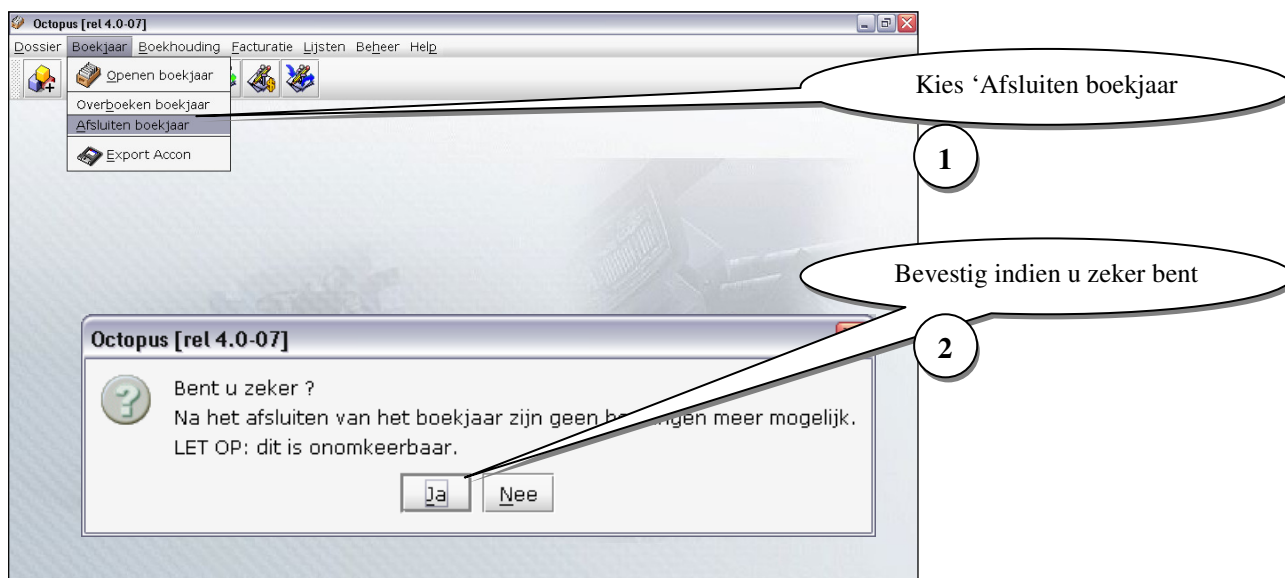 Octopus [rel 4.0-07]
Dossier Boekjaar Boekhouding Facturatie Lijsten Beheer Help
Openen boekjaar
Overboeken boekjaar
Afsluiten boekjaar
Export Accon
Kies ‘Afsluiten boekjaar
1
Bevestig indien u zeker bent
2
Octopus [rel 4.0-07]
Bent u zeker ?
Na het afsluiten van het boekjaar zijn geen meer mogelijk.
LET OP: dit is onomkeerbaar.
Ja Nee